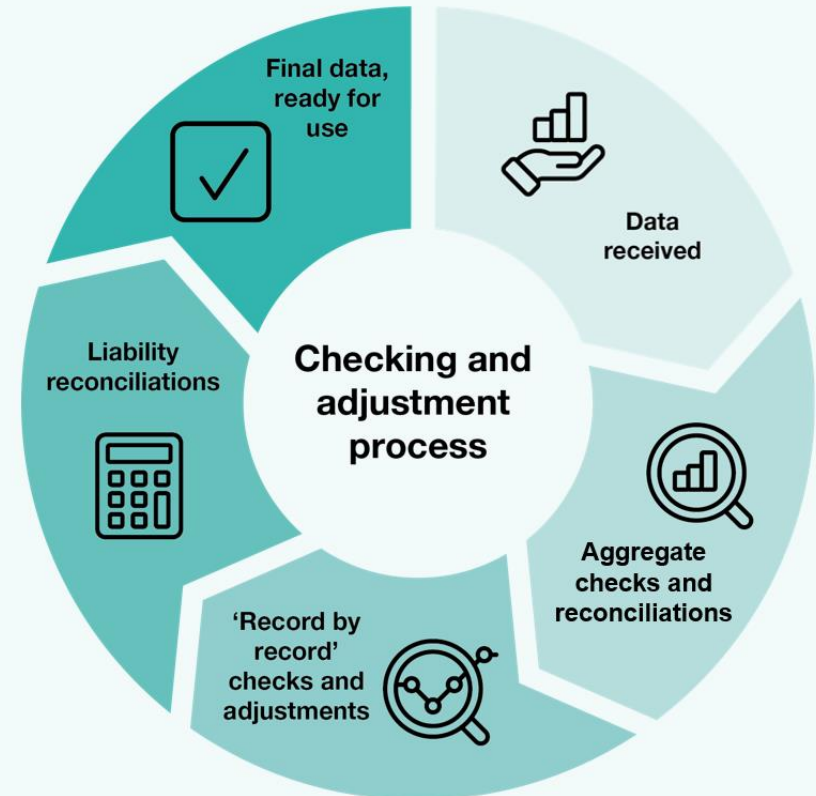 Checking and
adjustment
process
Data
received
Aggregate
checks and
reconciliations
‘Record by
record’
checks and
adjustments
Liability
reconciliations
Final data,
ready for
use